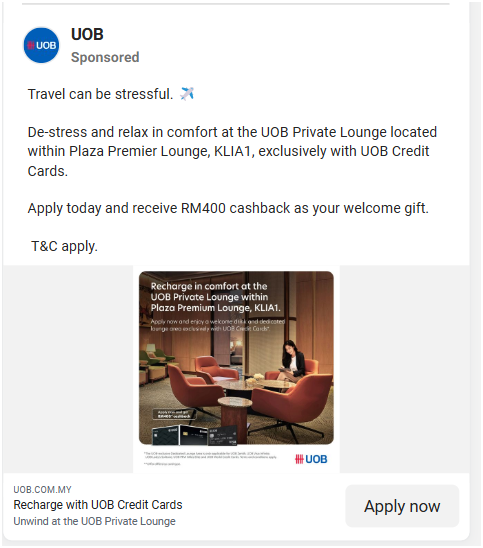 UOB
UOB
Sponsored
Travel can be stressful. ✈️
De-stress and relax in comfort at the UOB Private Lounge located
within Plaza Premier Lounge, KLIA1, exclusively with UOB Credit
Cards.
Apply today and receive RM400 cashback as your welcome gift.
T&C apply.
Recharge in comfort at the
UOB Private Lounge within
Plaza Premium Lounge, KLIA1.
Apply now and enjoy a welcome drink and dedicated
lounge area exclusively with UOB Credit Cards*
Apply now and get
RM400* cashback
UOB
UOB.COM.MY
Recharge with UOB Credit Cards
Unwind at the UOB Private Lounge
Apply now